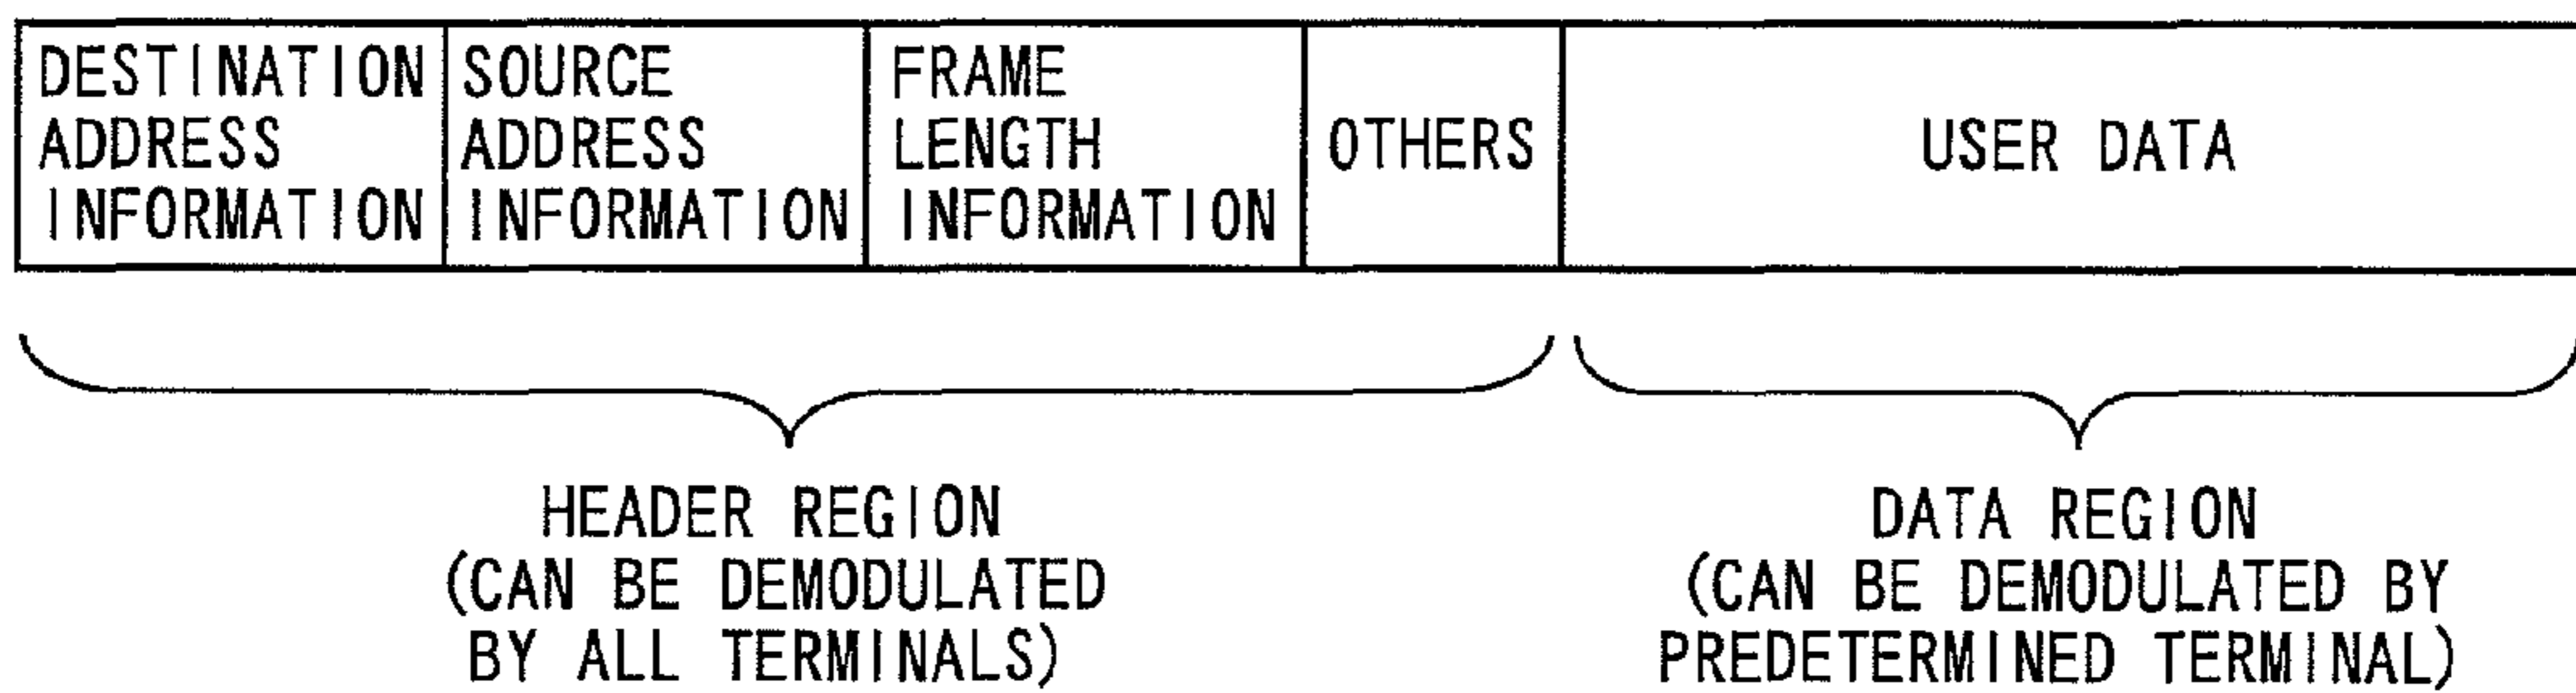 DESTINATION
ADDRESS
INFORMATION
SOURCE
ADDRESS
INFORMATION
FRAME
LENGTH
INFORMATION
OTHERS
USER DATA
HEADER REGION
(CAN BE DEMODULATED
BY ALL TERMINALS)
DATA REGION
(CAN BE DEMODULATED BY
PREDETERMINED TERMINAL)